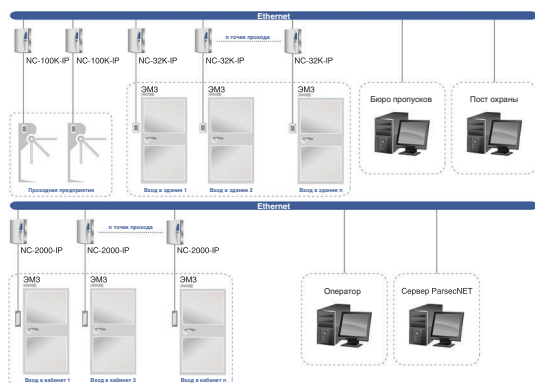 Ethernet
n точек прохода
NC-100K-IP NC-100K-IP NC-32K-IP NC-32K-IP NC-32K-IP
ЭМЗ ЭМЗ ЭМЗ
Бюро пропусков Пост охраны
Проходная предприятия Вход в здание 1 Вход в здание 2 Вход в здание n
Ethernet
n точек прохода
NC-2000-IP NC-2000-IP NC-2000-IP
ЭМЗ ЭМЗ ЭМЗ
Оператор Сервер ParsecNET
Вход в кабинет 1 Вход в кабинет 2 Вход в кабинет n